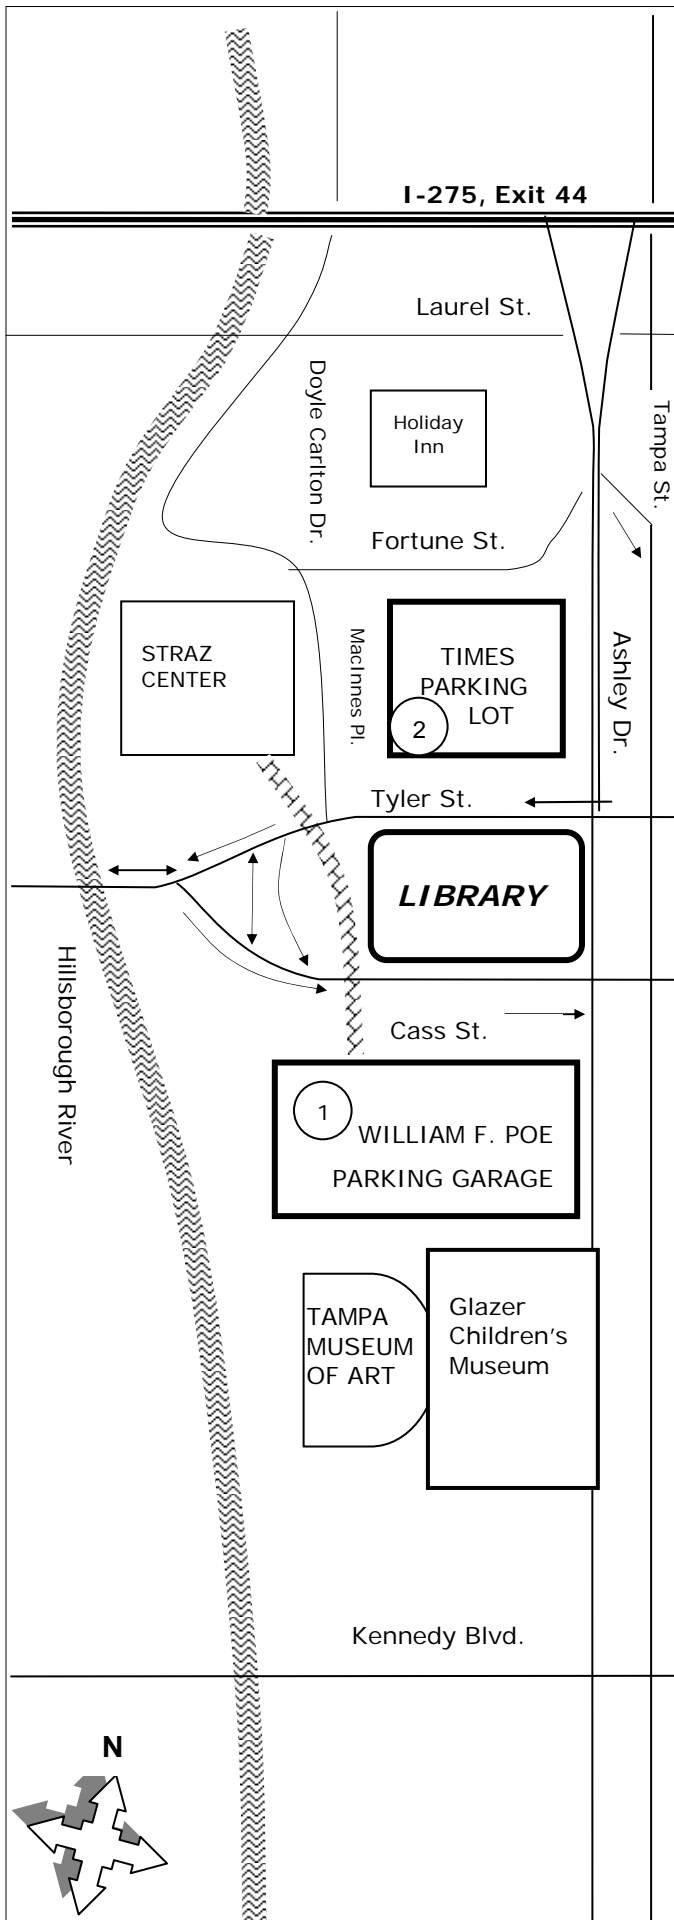 I-275, Exit 44
Laurel St.
Doyle Carlton Dr.
Holiday
Inn
Tampa St.
Fortune St.
STRAZ
CENTER
MacInnes Pl.
TIMES
PARKING
LOT
2
Ashley Dr.
Tyler St.
LIBRARY
Hillsborough River
Cass St.
1
WILLIAM F. POE
PARKING GARAGE
TAMPA
MUSEUM
OF ART
Glazer
Children's
Museum
Kennedy Blvd.
N